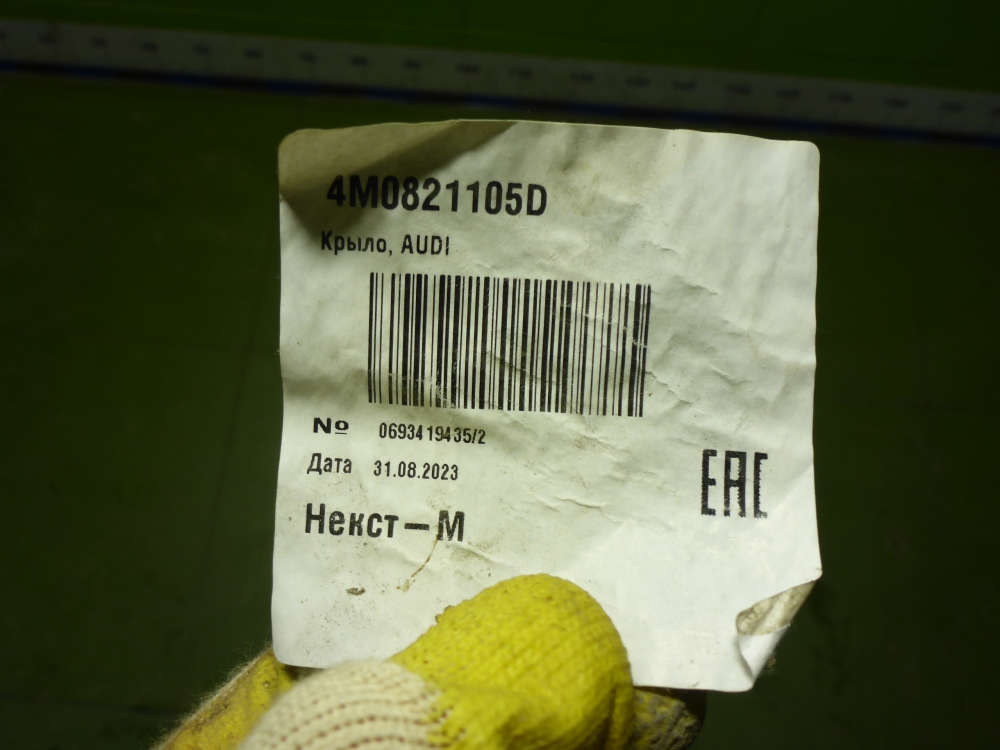 4M0821105D
Крыло, AUDI
№ 0693419435/2
Дата 31.08.2023
EAC
Некст-М